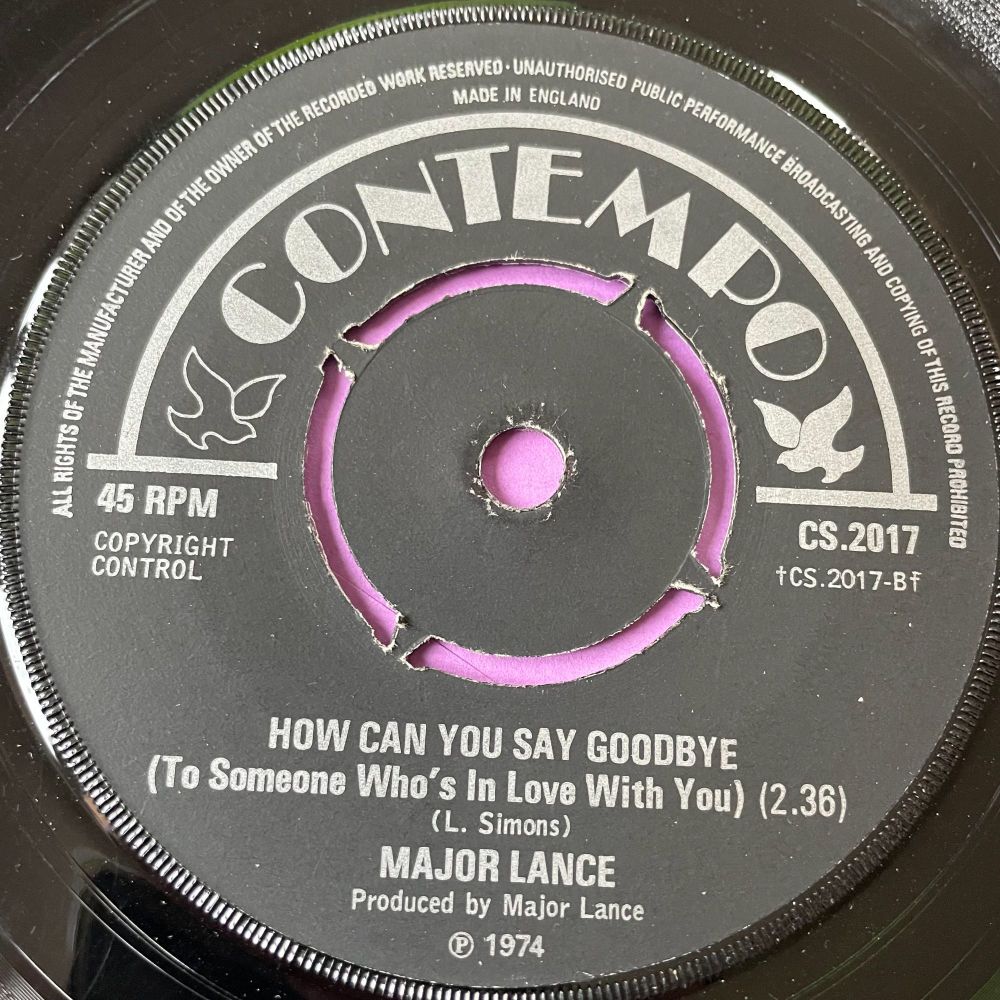 ALL RIGHTS OF THE MANUFACTURER AND OF THE OWNER OF THE RECORDED WORK RESERVED · UNAUTHORISED PUBLIC PERFORMANCE BROADCASTING AND COPYING OF THIS RECORD PROHIBITED
MADE IN ENGLAND
CONTEMPO
45 RPM
COPYRIGHT
CONTROL
CS.2017
†CS.2017-B†
HOW CAN YOU SAY GOODBYE
(To Someone Who's In Love With You) (2.36)
(L. Simons)
MAJOR LANCE
Produced by Major Lance
℗ 1974